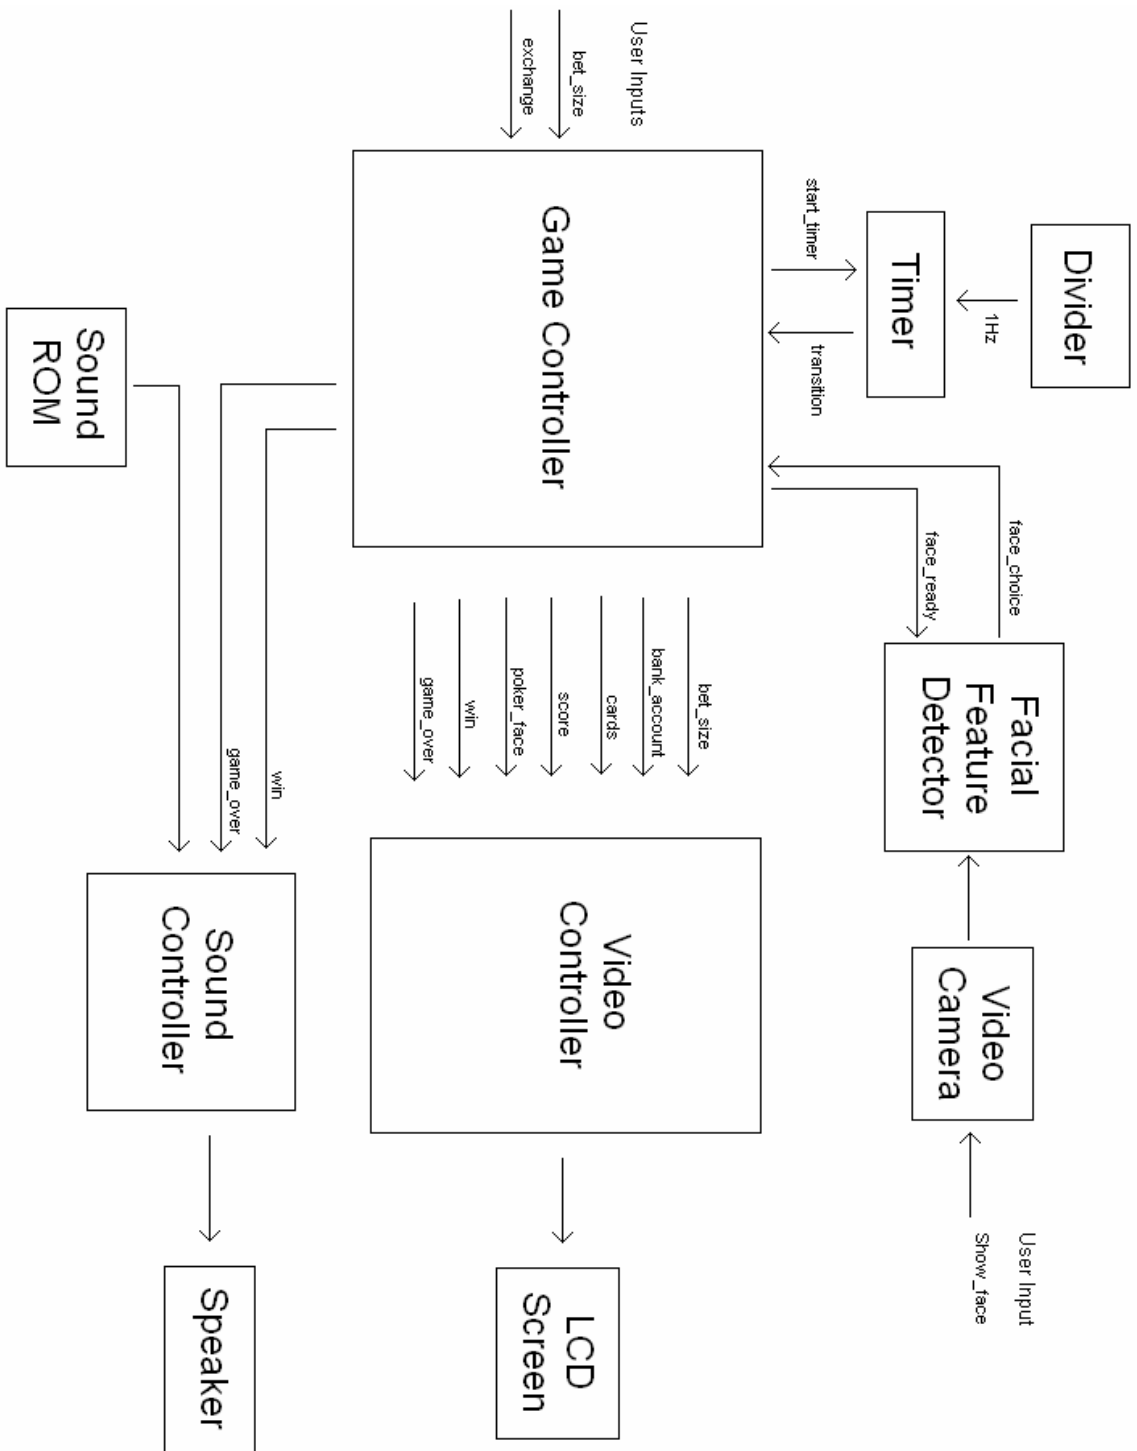 Divider
1Hz
Timer
start_timer
transition
face_choice
face_ready
Facial
Feature
Detector
Video
Camera
User Input
Show_face
User Inputs
bet_size
exchange
Game Controller
bet_size
bank_account
cards
score
poker_face
win
game_over
Video
Controller
LCD
Screen
Sound
ROM
win
game_over
Sound
Controller
Speaker